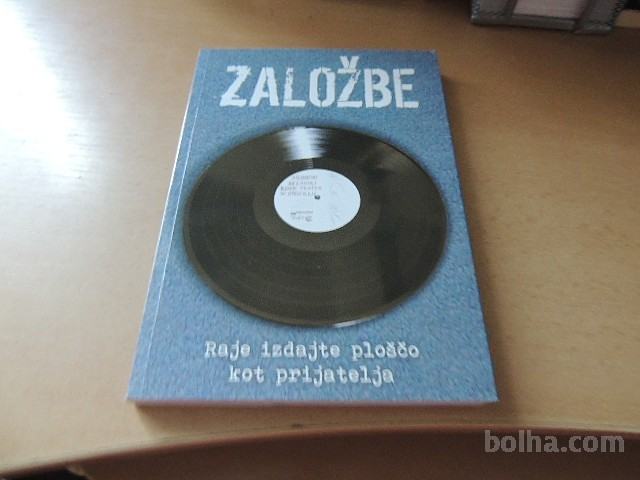 ZALOŽBE
Raje izdajte ploščo
kot prijatelja
bolha.com